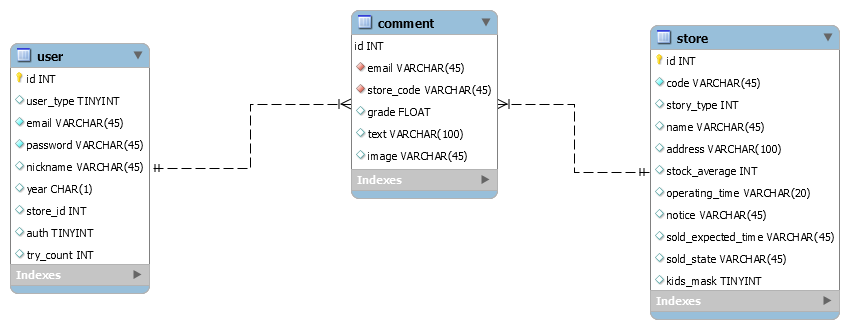 user
id INT
user_type TINYINT
email VARCHAR(45)
password VARCHAR(45)
nickname VARCHAR(45)
year CHAR(1)
store_id INT
auth TINYINT
try_count INT
Indexes
comment
id INT
email VARCHAR(45)
store_code VARCHAR(45)
grade FLOAT
text VARCHAR(100)
image VARCHAR(45)
Indexes
store
id INT
code VARCHAR(45)
story_type INT
name VARCHAR(45)
address VARCHAR(100)
stock_average INT
operating_time VARCHAR(20)
notice VARCHAR(45)
sold_expected_time VARCHAR(45)
sold_state VARCHAR(45)
kids_mask TINYINT
Indexes